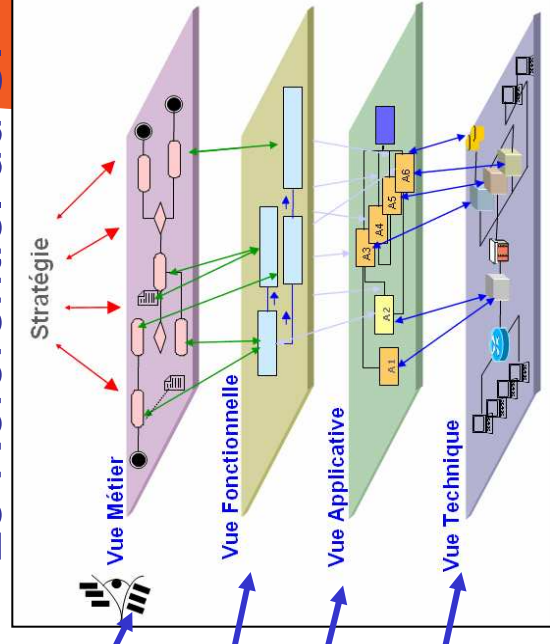 Stratégie
Vue Métier
Vue Fonctionnelle
Vue Applicative
A1
A2
A3
A4
A5
A6
Vue Technique